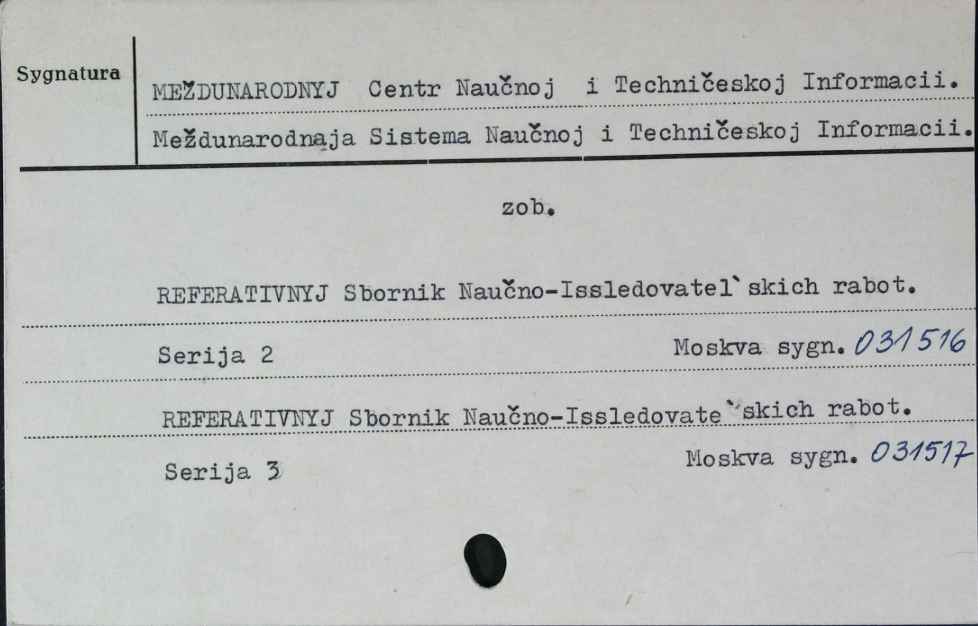 Sygnatura
MEŽDUNARODNYJ Centr Naučnoj i Techničeskoj Informacii.
Meždunarodnaja Sistema Naučnoj i Techničeskoj Informacii.
zob.
REFERATIVNYJ Sbornik Naučno-Issledovatel`skich rabot.
Serija 2 Moskva sygn. 031516
REFERATIVNYJ Sbornik Naučno-Issledovate`skich rabot.
Serija 3 Moskva sygn. 031517